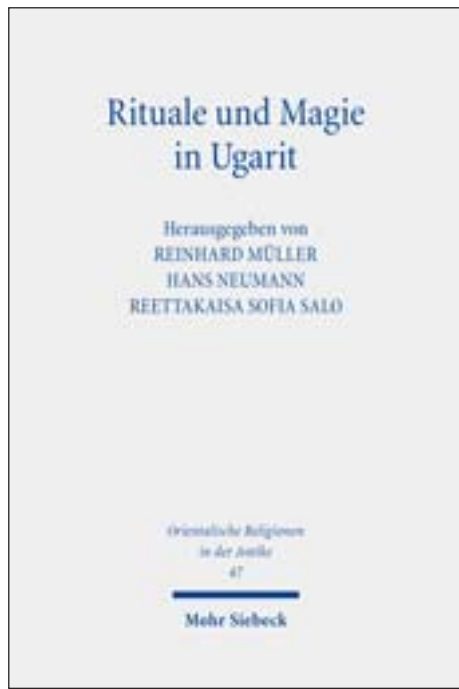 Rituale und Magie
in Ugarit
Herausgegeben von
REINHARD MÜLLER
HANS NEUMANN
REETTAKAISA SOFIA SALO
Orientalische Religionen
in der Antike
47
Mohr Siebeck